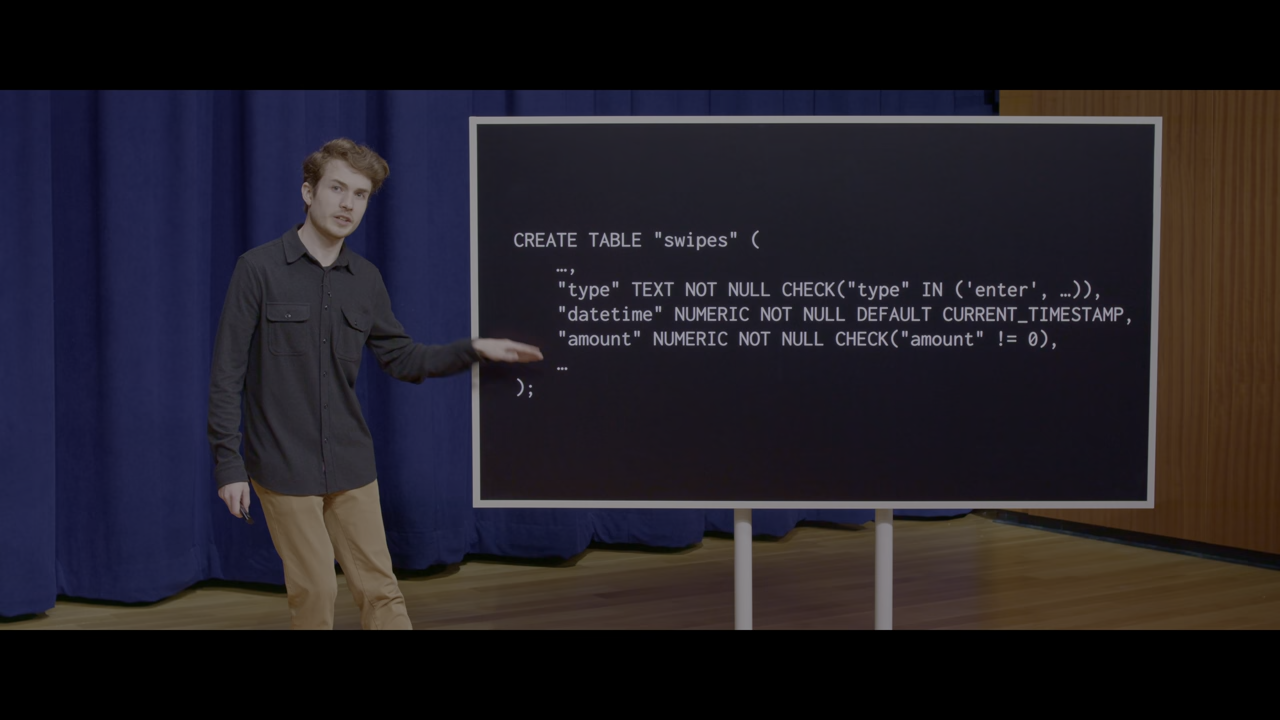 CREATE TABLE "swipes" (
…,
"type" TEXT NOT NULL CHECK("type" IN ('enter', …)),
"datetime" NUMERIC NOT NULL DEFAULT CURRENT_TIMESTAMP,
"amount" NUMERIC NOT NULL CHECK("amount" != 0),
…
);